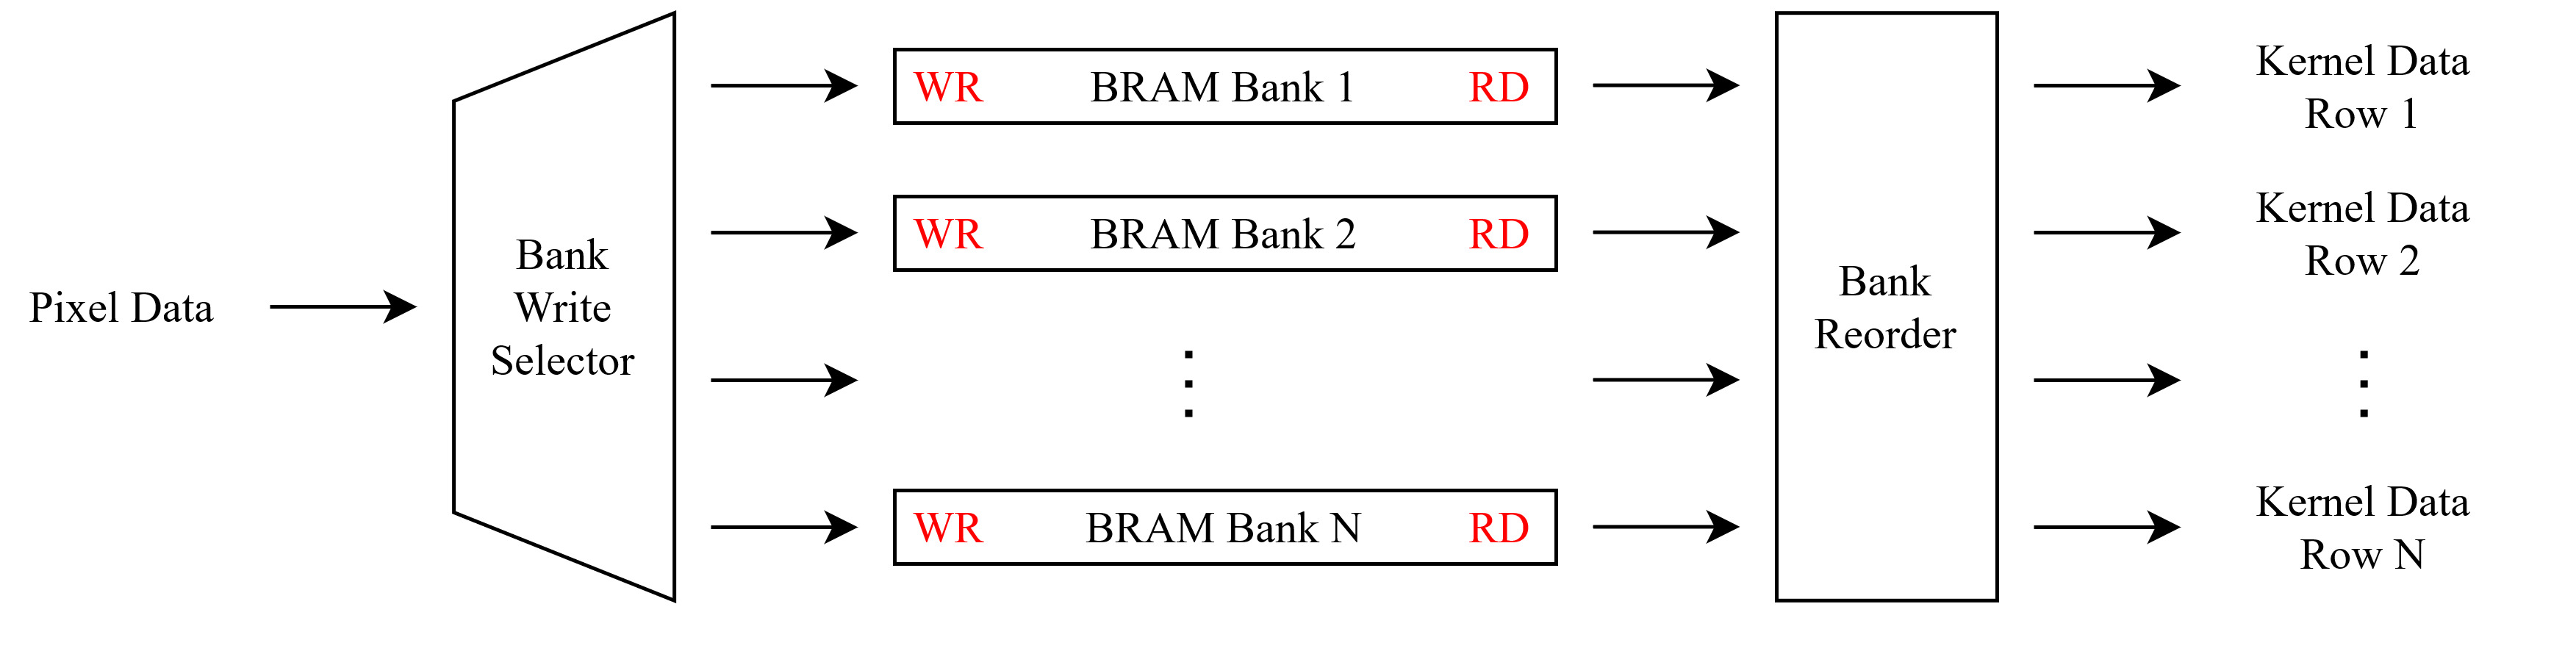 Pixel Data
Bank
Write
Selector
WR BRAM Bank 1 RD
WR BRAM Bank 2 RD
WR BRAM Bank N RD
Bank
Reorder
Kernel Data
Row 1
Kernel Data
Row 2
Kernel Data
Row N